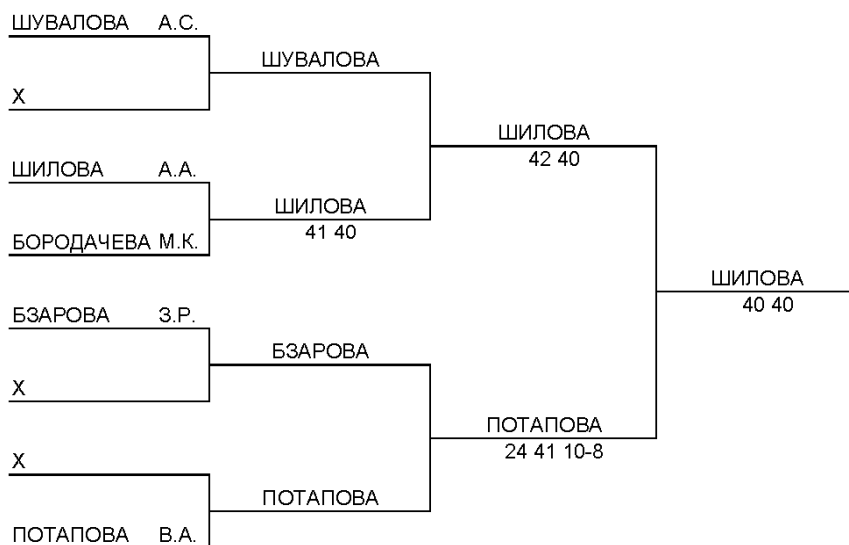 ШУВАЛОВА А.С.
ШУВАЛОВА
X
ШИЛОВА
42 40
ШИЛОВА А.А.
ШИЛОВА
41 40
БОРОДАЧЕВА М.К.
ШИЛОВА
40 40
БЗАРОВА З.Р.
БЗАРОВА
X
ПОТАПОВА
24 41 10-8
X
ПОТАПОВА
ПОТАПОВА В.А.